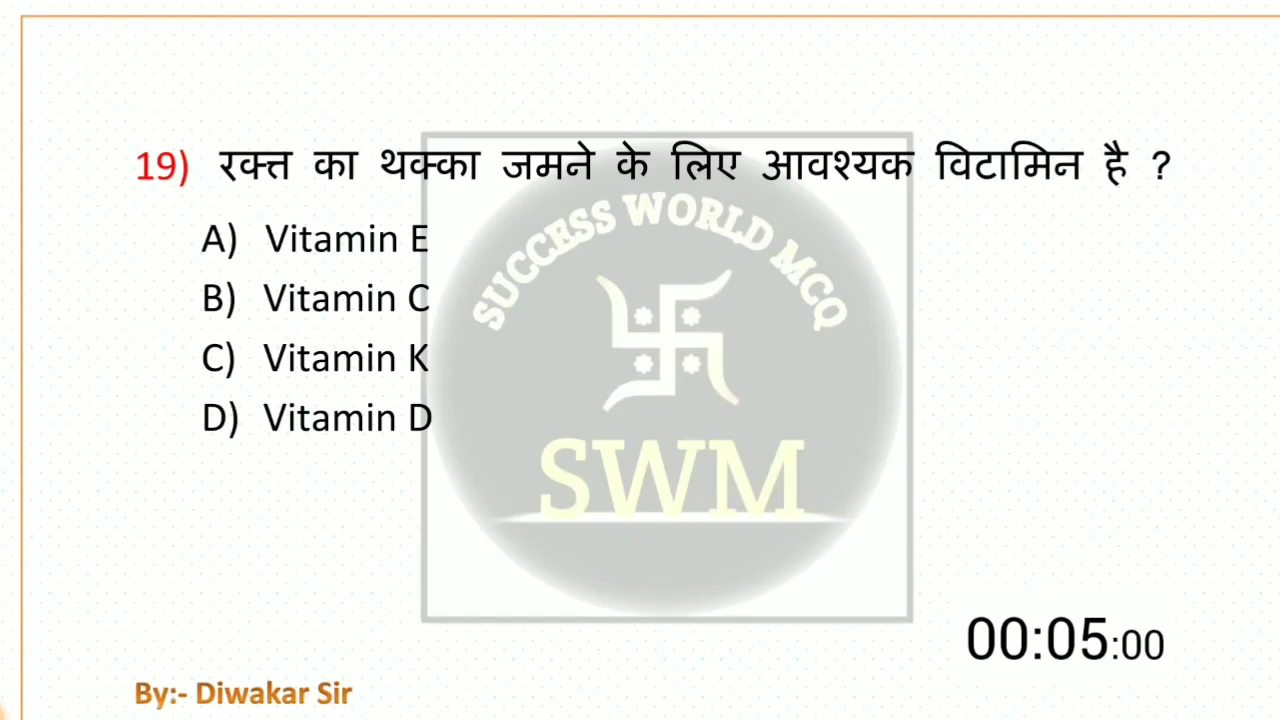 19) रक्त का थक्का जमने के लिए आवश्यक विटामिन है ?
A) Vitamin E
B) Vitamin C
C) Vitamin K
D) Vitamin D
SUCCESS WORLD MCQ
SWM
00:05:00
By:- Diwakar Sir